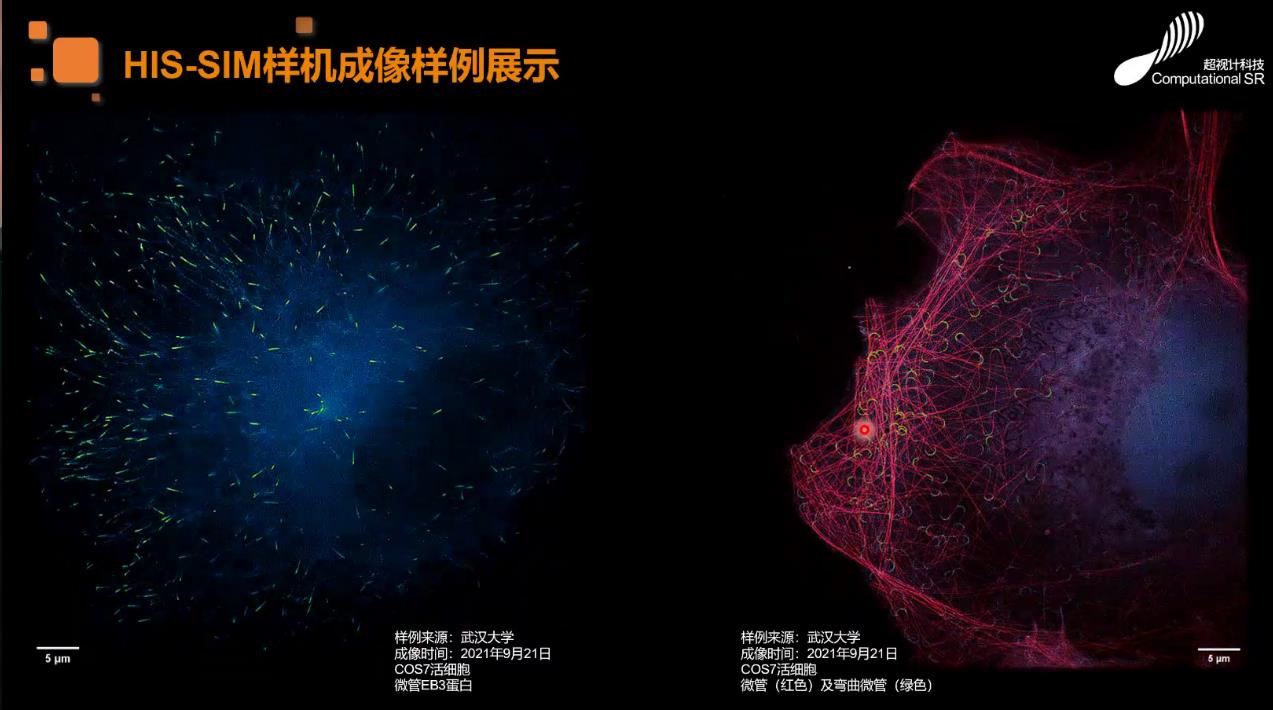 HIS-SIM样机成像样例展示
超视计科技
Computational SR
5 μm
样例来源：武汉大学
成像时间：2021年9月21日
COS7活细胞
微管EB3蛋白
样例来源：武汉大学
成像时间：2021年9月21日
COS7活细胞
微管（红色）及弯曲微管（绿色）
5 μm